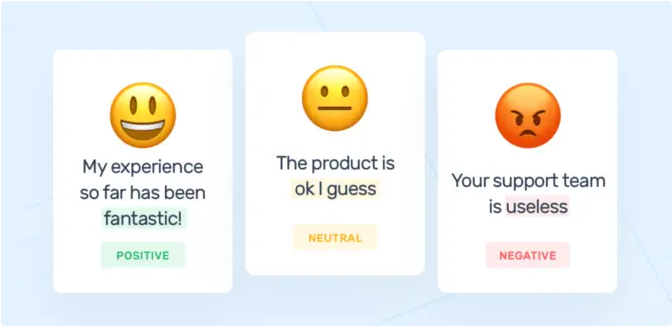 My experience
so far has been
fantastic!
POSITIVE
The product is
ok I guess
NEUTRAL
Your support team
is useless
NEGATIVE